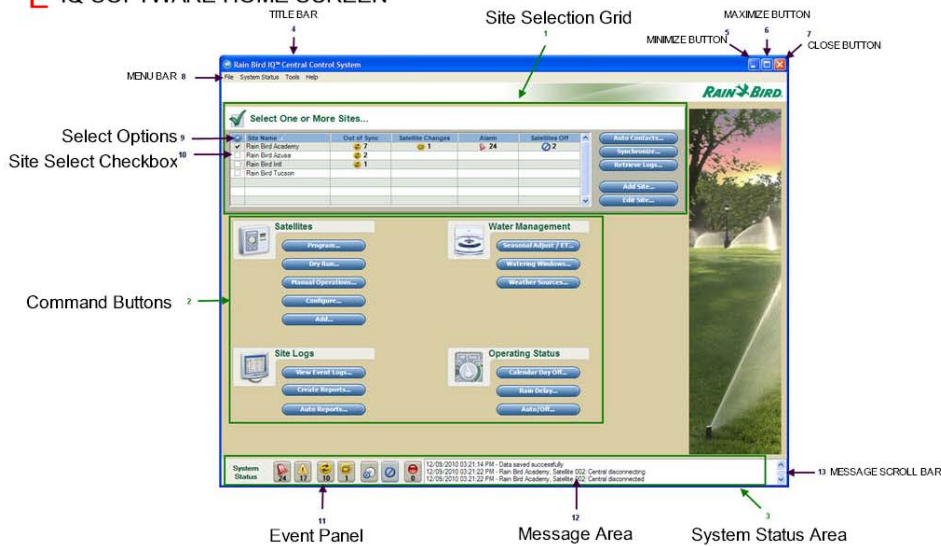 IQ SOFTWARE HOME SCREEN
TITLE BAR
4
Site Selection Grid
1
MAXIMIZE BUTTON
6
MINIMIZE BUTTON
5
7
CLOSE BUTTON
Rain Bird IQ™ Central Control System
MENU BAR 8
File System Status Tools Help
RAIN BIRD
Select One or More Sites...
Select Options 9
Site Name Out of Sync Satellite Changes Alarm Satellites Off
Site Select Checkbox 10
Rain Bird Academy 7 1 24 2
Rain Bird Azusa 2
Rain Bird Intl 1
Rain Bird Tucson
Auto Contacts...
Synchronize...
Retrieve Logs...
Add Site...
Edit Site...
Command Buttons 2
Satellites
Program...
Dry Run...
Manual Operations...
Configure...
Add...
Water Management
Seasonal Adjust / ET...
Watering Windows...
Weather Sources...
Site Logs
View Event Logs...
Create Reports...
Auto Reports...
Operating Status
Calendar Day Off...
Rain Delay...
Auto/Off...
System Status
24 17 10 1 0
12/09/2010 03:21:14 PM - Data saved successfully
12/09/2010 03:21:22 PM - Rain Bird Academy, Satellite 002: Central disconnecting
12/09/2010 03:21:22 PM - Rain Bird Academy, Satellite 002: Central disconnected
13 MESSAGE SCROLL BAR
11
Event Panel
12
Message Area
3
System Status Area